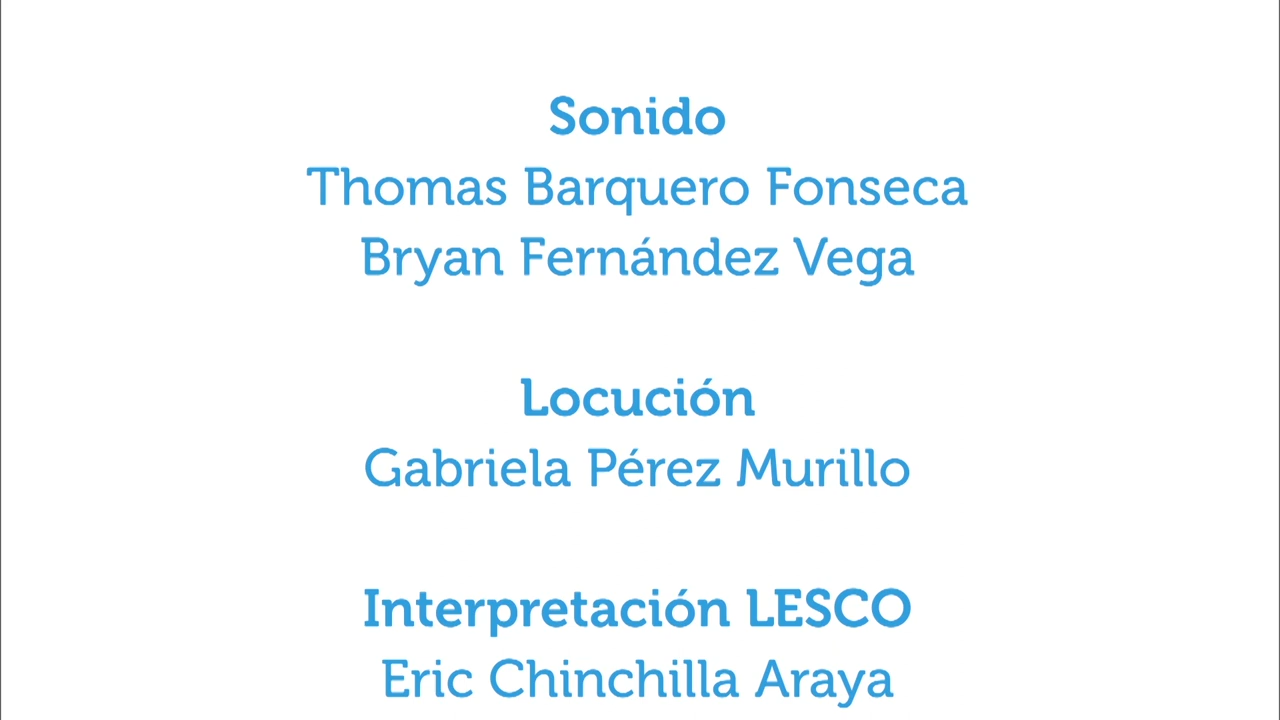 Sonido
Thomas Barquero Fonseca
Bryan Fernández Vega
Locución
Gabriela Pérez Murillo
Interpretación LESCO
Eric Chinchilla Araya